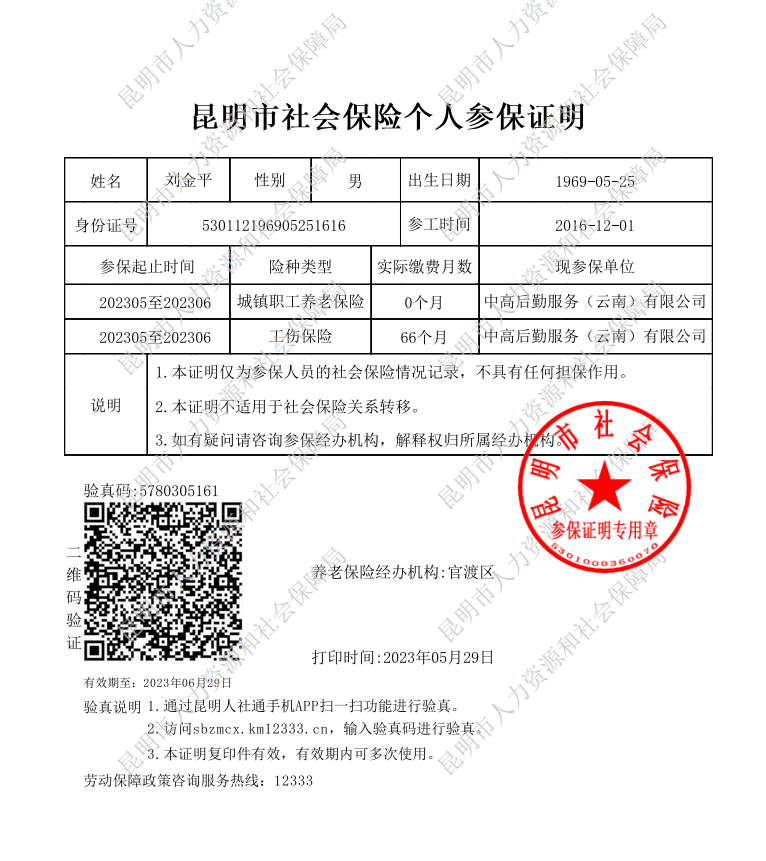 昆明市社会保险个人参保证明
姓名 刘金平 性别 男 出生日期 1969-05-25
身份证号 530112196905251616 参工时间 2016-12-01
参保起止时间 险种类型 实际缴费月数 现参保单位
202305至202306 城镇职工养老保险 0个月 中高后勤服务（云南）有限公司
202305至202306 工伤保险 66个月 中高后勤服务（云南）有限公司
说明
1.本证明仅为参保人员的社会保险情况记录，不具有任何担保作用。
2.本证明不适用于社会保险关系转移。
3.如有疑问请咨询参保经办机构，解释权归所属经办机构。
昆明市社会保险
参保证明专用章
5301000360070
验真码:5780305161
二维码验证
养老保险经办机构:官渡区
打印时间:2023年05月29日
有效期至: 2023年06月29日
验真说明 1.通过昆明人社通手机APP扫一扫功能进行验真。
2.访问sbzmcx.km12333.cn，输入验真码进行验真。
3.本证明复印件有效，有效期内可多次使用。
劳动保障政策咨询服务热线：12333
昆明市人力资源和社会保障局